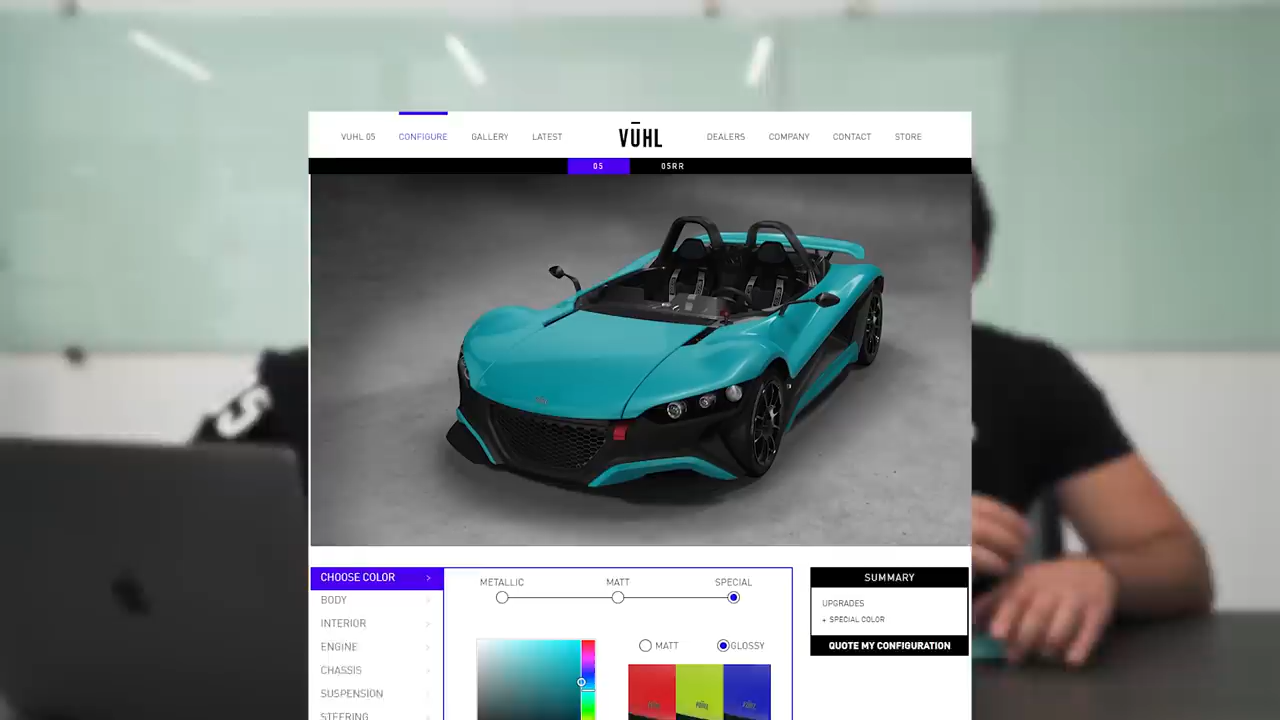 VUHL 05 CONFIGURE GALLERY LATEST VŪHL DEALERS COMPANY CONTACT STORE
05 05RR
CHOOSE COLOR >
BODY >
INTERIOR >
ENGINE >
CHASSIS >
SUSPENSION >
STEERING
METALLIC MATT SPECIAL
MATT GLOSSY
SUMMARY
UPGRADES
+ SPECIAL COLOR
QUOTE MY CONFIGURATION
5